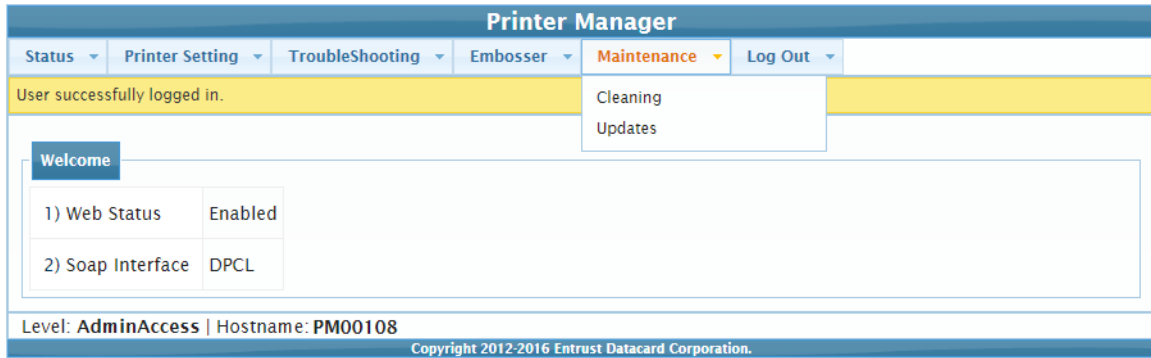 Printer Manager
Status Printer Setting TroubleShooting Embosser Maintenance Log Out
User successfully logged in.
Cleaning
Updates
Welcome
1) Web Status Enabled
2) Soap Interface DPCL
Level: AdminAccess | Hostname: PM00108
Copyright 2012-2016 Entrust Datacard Corporation.